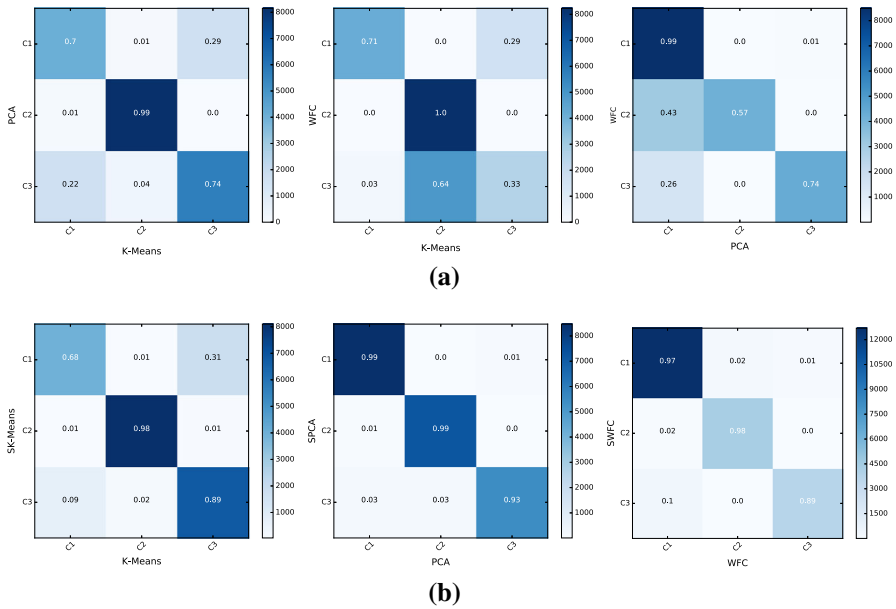 C1 0.7 0.01 0.29
PCA C2 0.01 0.99 0.0
C3 0.22 0.04 0.74
C1 C2 C3
K-Means
8000
7000
6000
5000
4000
3000
2000
1000
0
C1 0.71 0.0 0.29
WFC C2 0.0 1.0 0.0
C3 0.03 0.64 0.33
C1 C2 C3
K-Means
8000
7000
6000
5000
4000
3000
2000
1000
0
C1 0.99 0.0 0.01
WFC C2 0.43 0.57 0.0
C3 0.26 0.0 0.74
C1 C2 C3
PCA
8000
7000
6000
5000
4000
3000
2000
1000
(a)
C1 0.68 0.01 0.31
SK-Means C2 0.01 0.98 0.01
C3 0.09 0.02 0.89
C1 C2 C3
K-Means
8000
7000
6000
5000
4000
3000
2000
1000
C1 0.99 0.0 0.01
SPCA C2 0.01 0.99 0.0
C3 0.03 0.03 0.93
C1 C2 C3
PCA
8000
7000
6000
5000
4000
3000
2000
1000
C1 0.97 0.02 0.01
SWFC C2 0.02 0.98 0.0
C3 0.1 0.0 0.89
C1 C2 C3
WFC
12000
10500
9000
7500
6000
4500
3000
1500
(b)